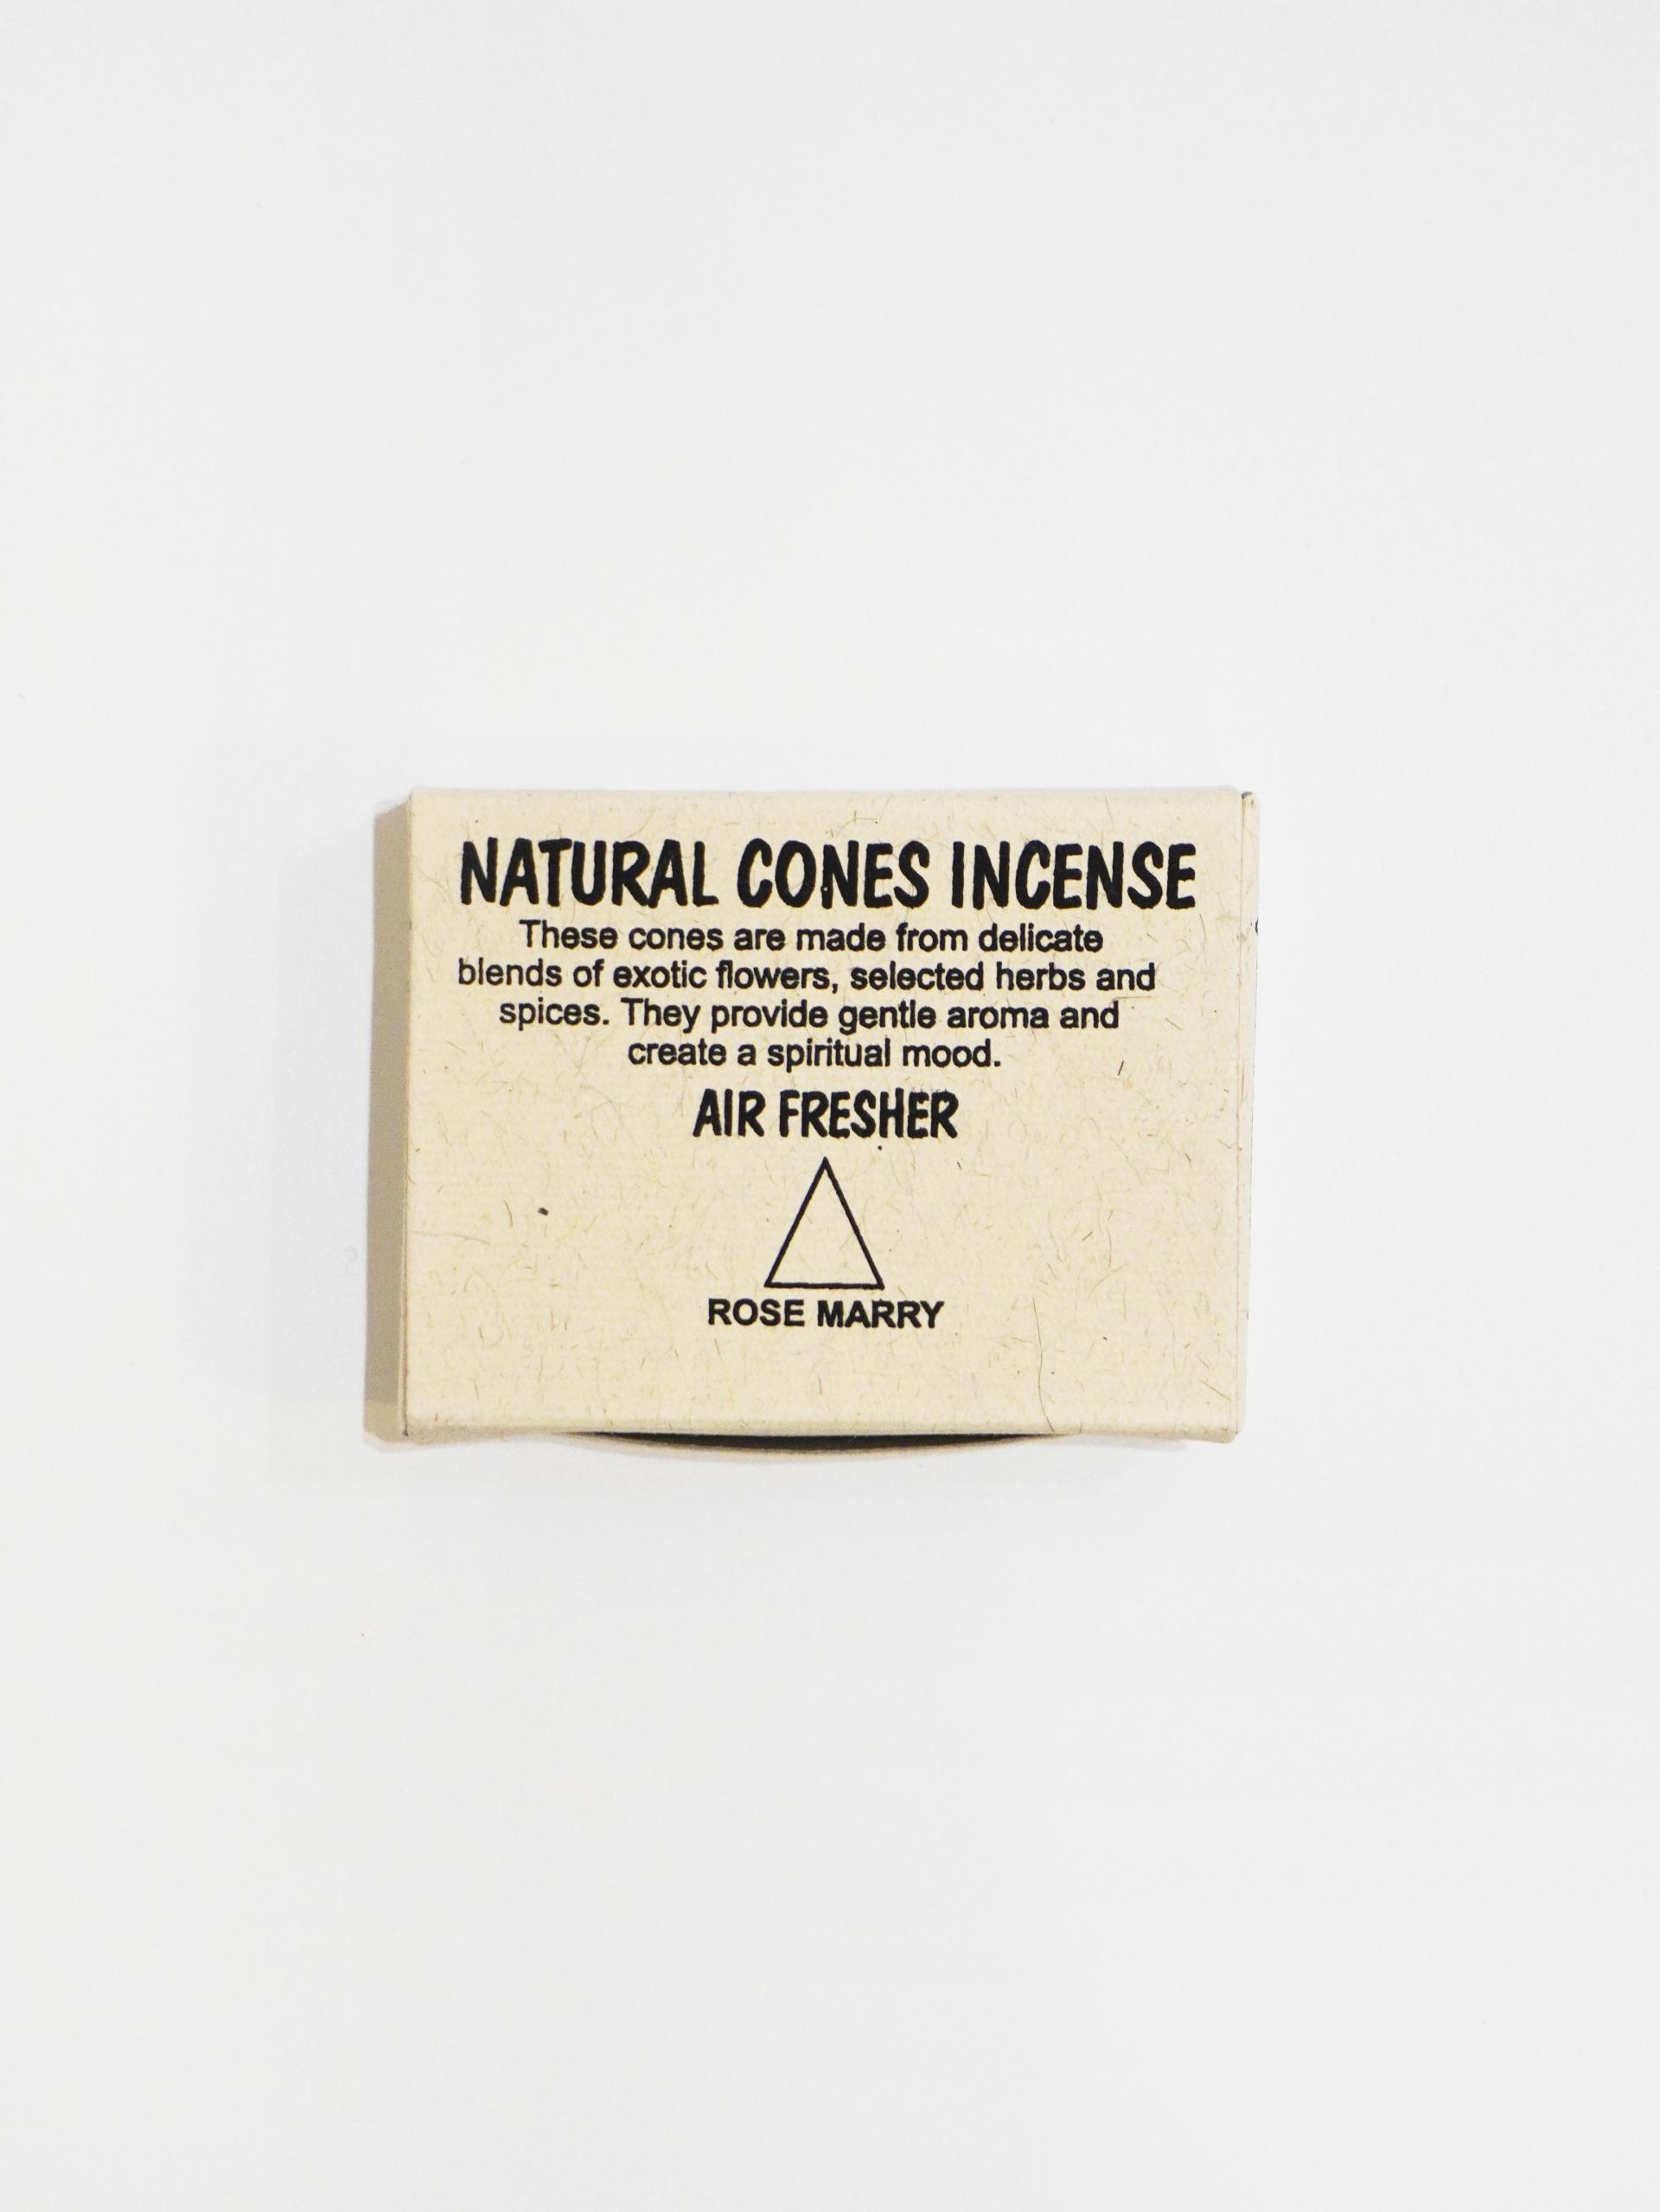 NATURAL CONES INCENSE
These cones are made from delicate
blends of exotic flowers, selected herbs and
spices. They provide gentle aroma and
create a spiritual mood.
AIR FRESHER
ROSE MARRY